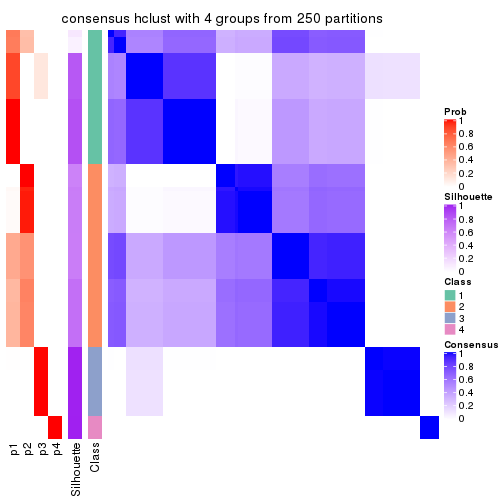 consensus hclust with 4 groups from 250 partitions
Prob
1
0.8
0.6
0.4
0.2
0
Silhouette
1
0.8
0.6
0.4
0.2
0
Class
1
2
3
4
Consensus
1
0.8
0.6
0.4
0.2
0
p1
p2
p3
p4
Silhouette
Class